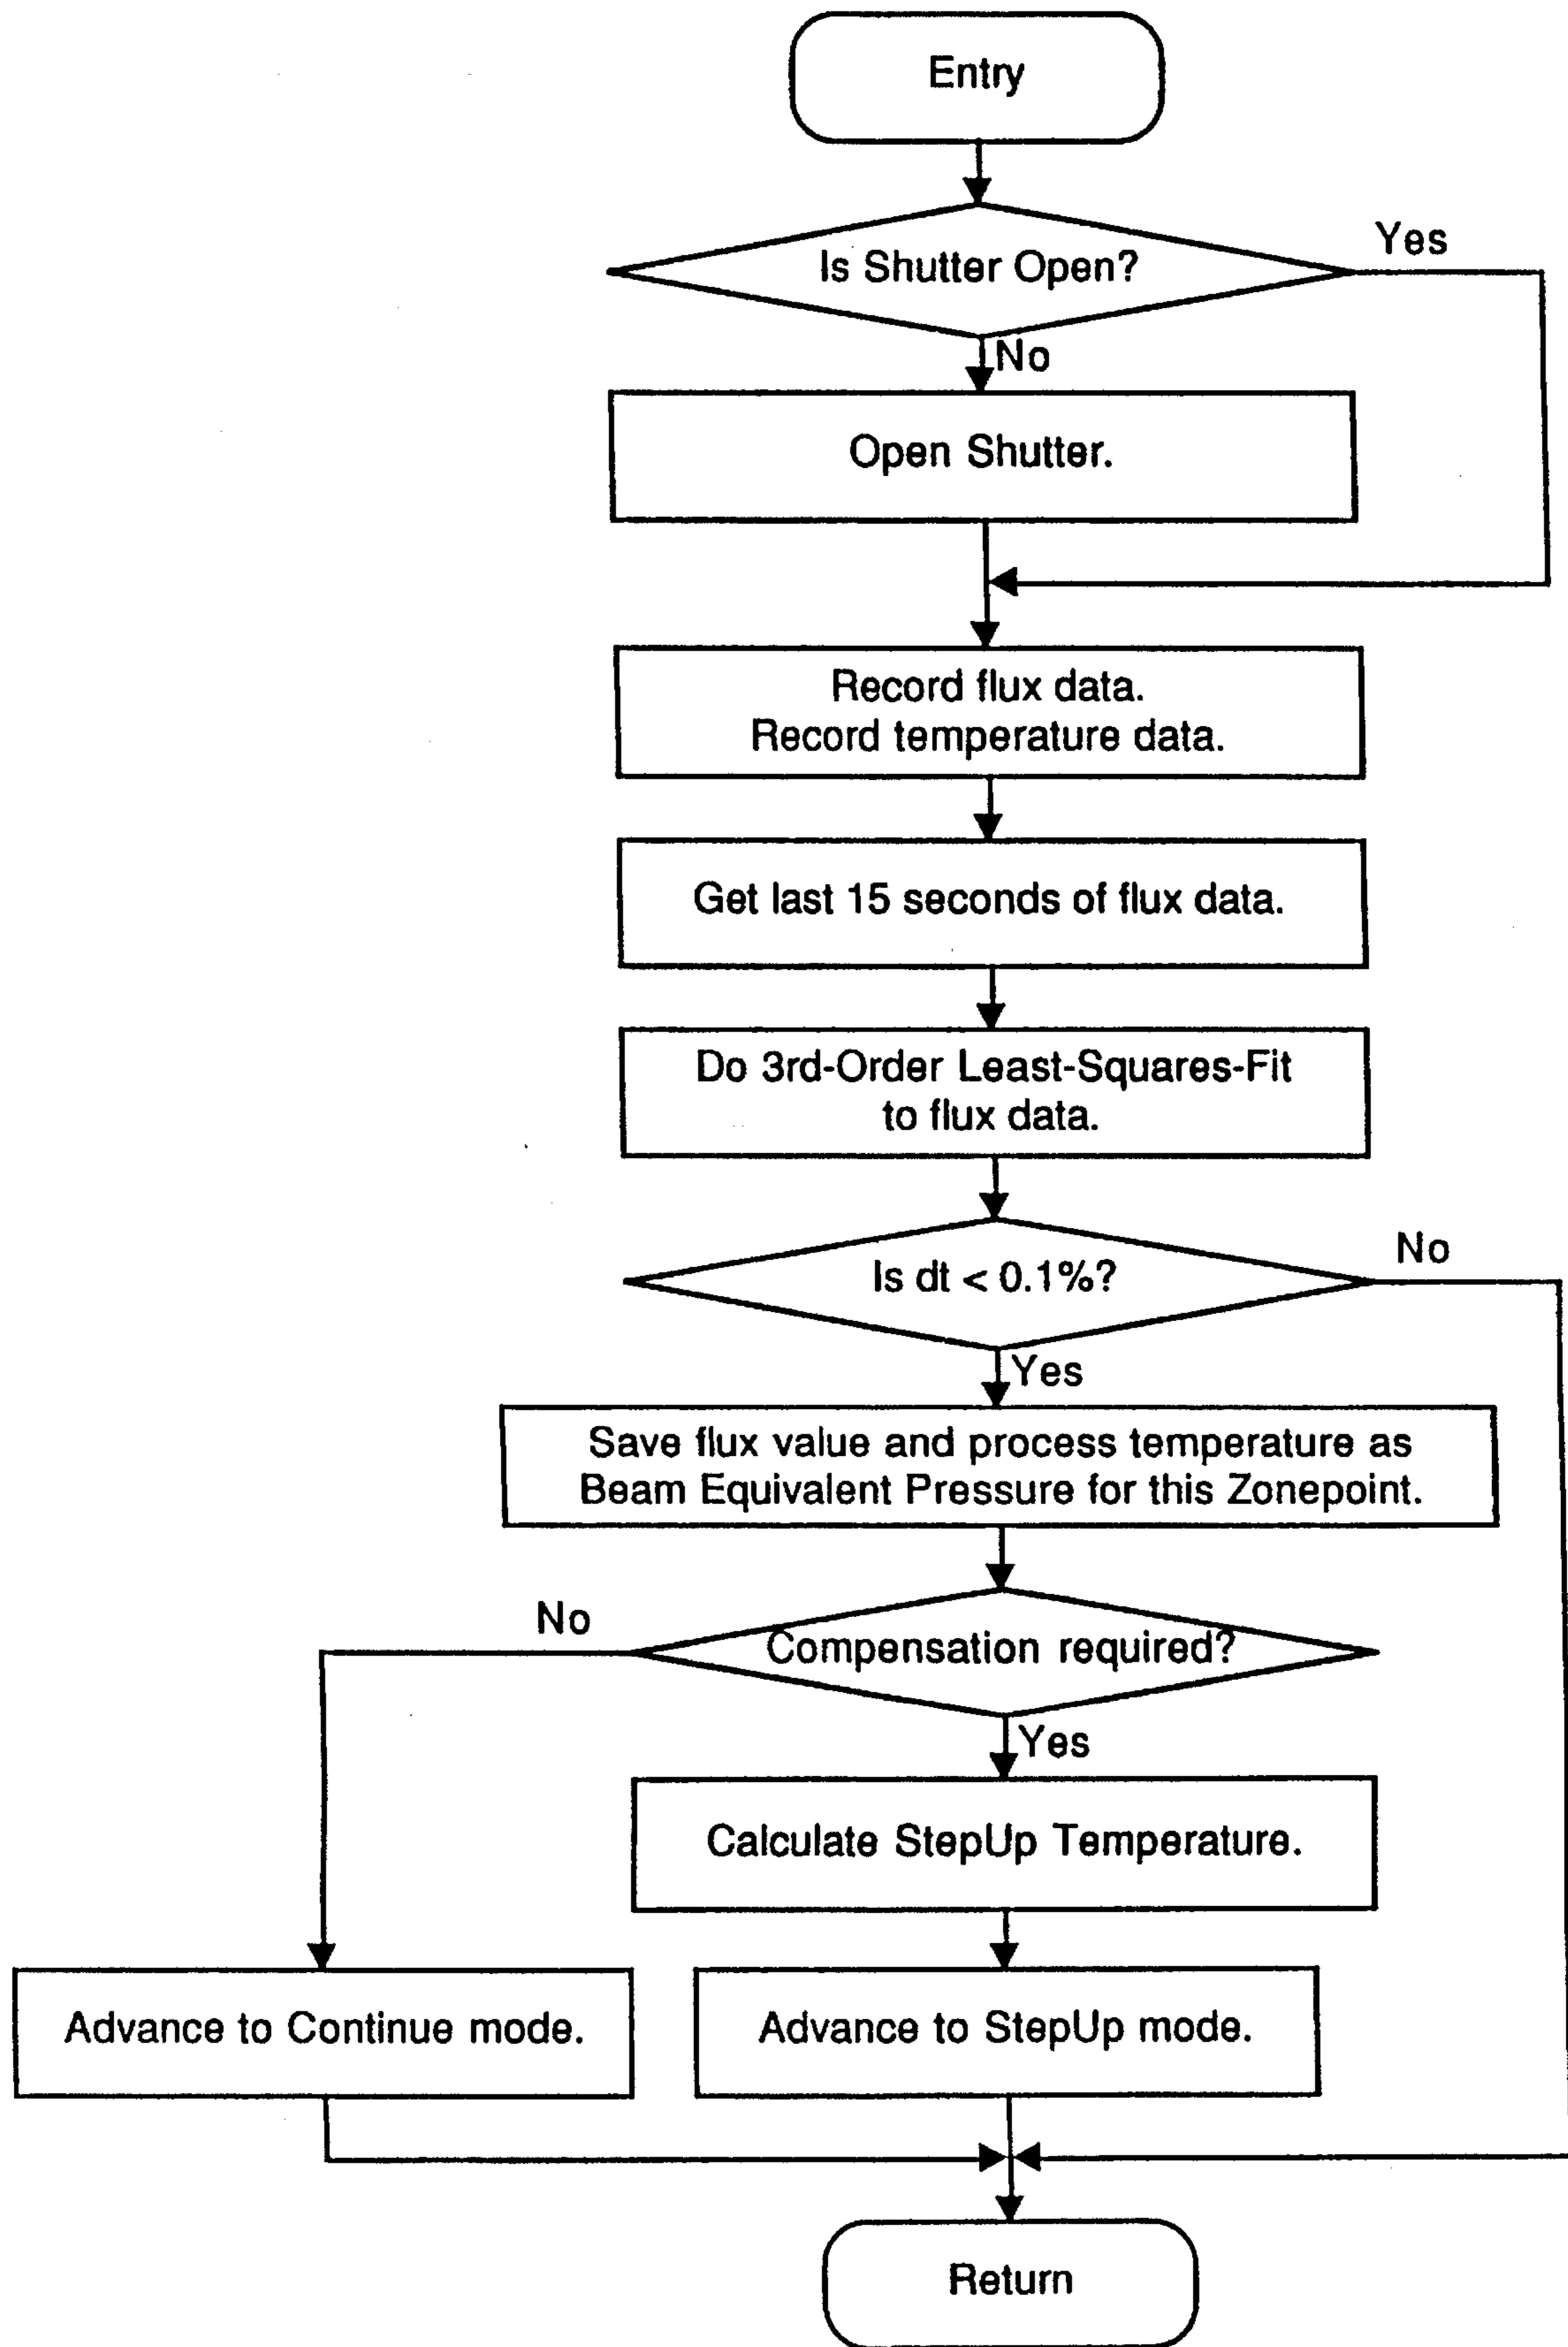 Entry
Is Shutter Open?
Yes
No
Open Shutter.
Record flux data.
Record temperature data.
Get last 15 seconds of flux data.
Do 3rd-Order Least-Squares-Fit
to flux data.
Is dt < 0.1%?
No
Yes
Save flux value and process temperature as
Beam Equivalent Pressure for this Zonepoint.
No
Compensation required?
Yes
Calculate StepUp Temperature.
Advance to Continue mode.
Advance to StepUp mode.
Return